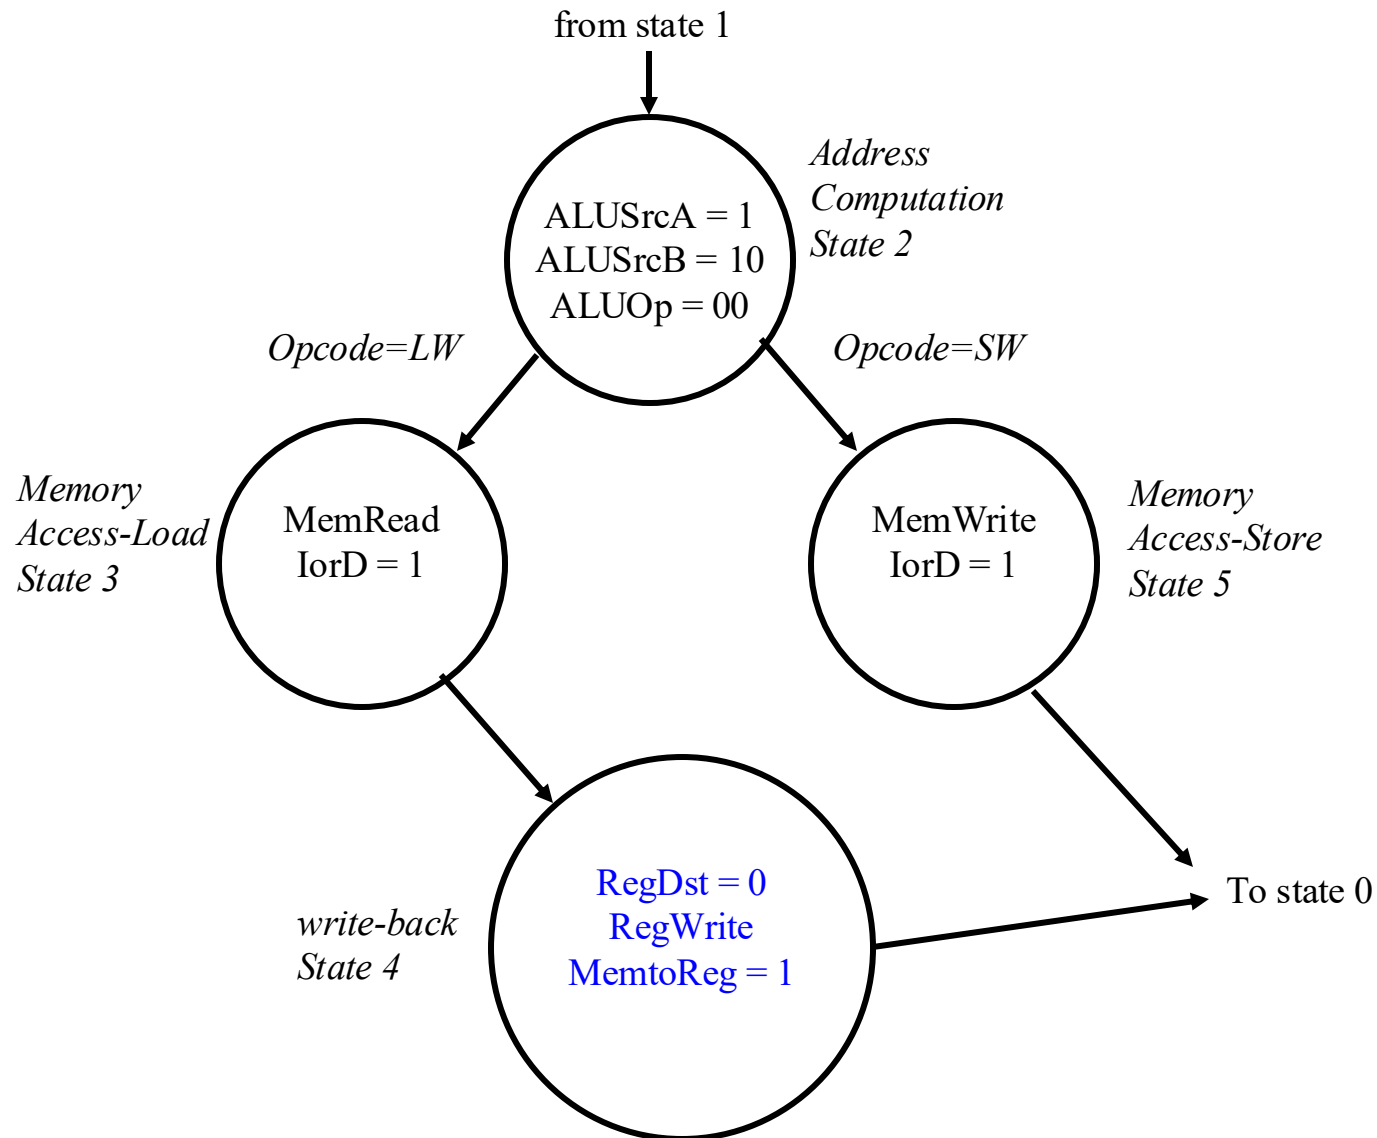 from state 1
Address
Computation
State 2
ALUSrcA = 1
ALUSrcB = 10
ALUOp = 00
Opcode=LW
Opcode=SW
Memory
Access-Load
State 3
MemRead
IorD = 1
MemWrite
IorD = 1
Memory
Access-Store
State 5
write-back
State 4
RegDst = 0
RegWrite
MemtoReg = 1
To state 0